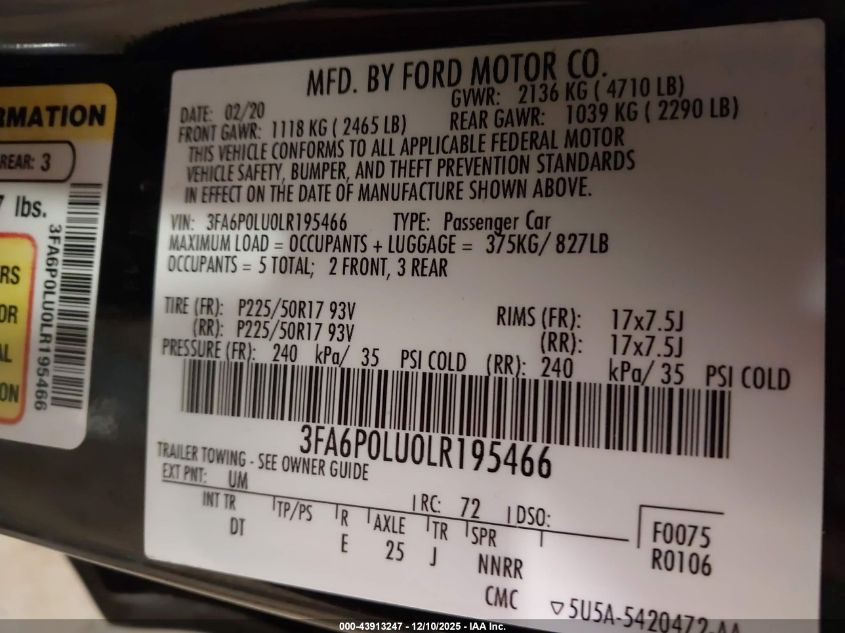 RMATION
REAR: 3
7 lbs.
3FA6P0LU0LR195466
RS
OR
AL
ON
MFD. BY FORD MOTOR CO.
DATE: 02/20 GVWR: 2136 KG ( 4710 LB)
FRONT GAWR: 1118 KG ( 2465 LB) REAR GAWR: 1039 KG ( 2290 LB)
THIS VEHICLE CONFORMS TO ALL APPLICABLE FEDERAL MOTOR
VEHICLE SAFETY, BUMPER, AND THEFT PREVENTION STANDARDS
IN EFFECT ON THE DATE OF MANUFACTURE SHOWN ABOVE.
VIN: 3FA6P0LU0LR195466 TYPE: Passenger Car
MAXIMUM LOAD = OCCUPANTS + LUGGAGE = 375KG/ 827LB
OCCUPANTS = 5 TOTAL; 2 FRONT, 3 REAR
TIRE (FR): P225/50R17 93V RIMS (FR): 17x7.5J
(RR): P225/50R17 93V (RR): 17x7.5J
PRESSURE (FR): 240 kPa/ 35 PSI COLD (RR): 240 kPa/ 35 PSI COLD
3FA6P0LU0LR195466
TRAILER TOWING - SEE OWNER GUIDE
EXT PNT: UM RC: 72 DSO:
INT TR TP/PS R AXLE TR SPR F0075
DT E 25 J NNRR R0106
CMC 5U5A-5420472-AA
000-43913247 - 12/10/2025 - IAA Inc.